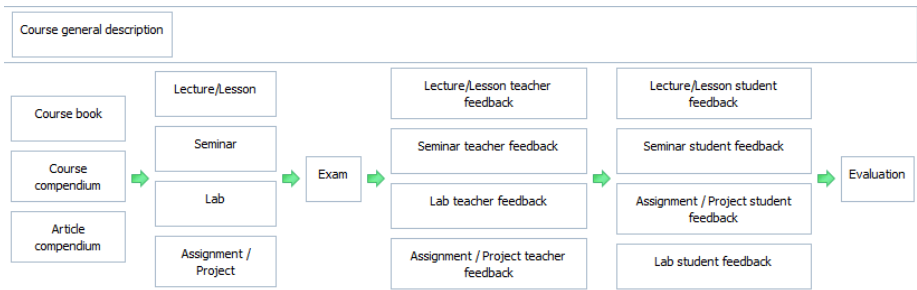 Course general description
Course book
Course
compendium
Article
compendium
Lecture/Lesson
Seminar
Lab
Assignment /
Project
Exam
Lecture/Lesson teacher
feedback
Seminar teacher feedback
Lab teacher feedback
Assignment / Project teacher
feedback
Lecture/Lesson student
feedback
Seminar student feedback
Assignment / Project student
feedback
Lab student feedback
Evaluation